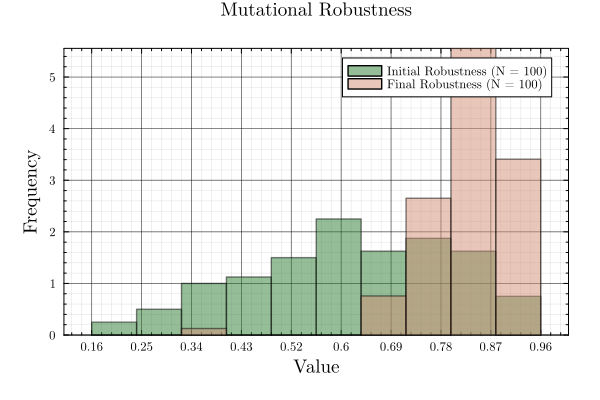 Mutational Robustness
Initial Robustness (N = 100)
Final Robustness (N = 100)
Frequency
5
4
3
2
1
0
0.16 0.25 0.34 0.43 0.52 0.6 0.69 0.78 0.87 0.96
Value